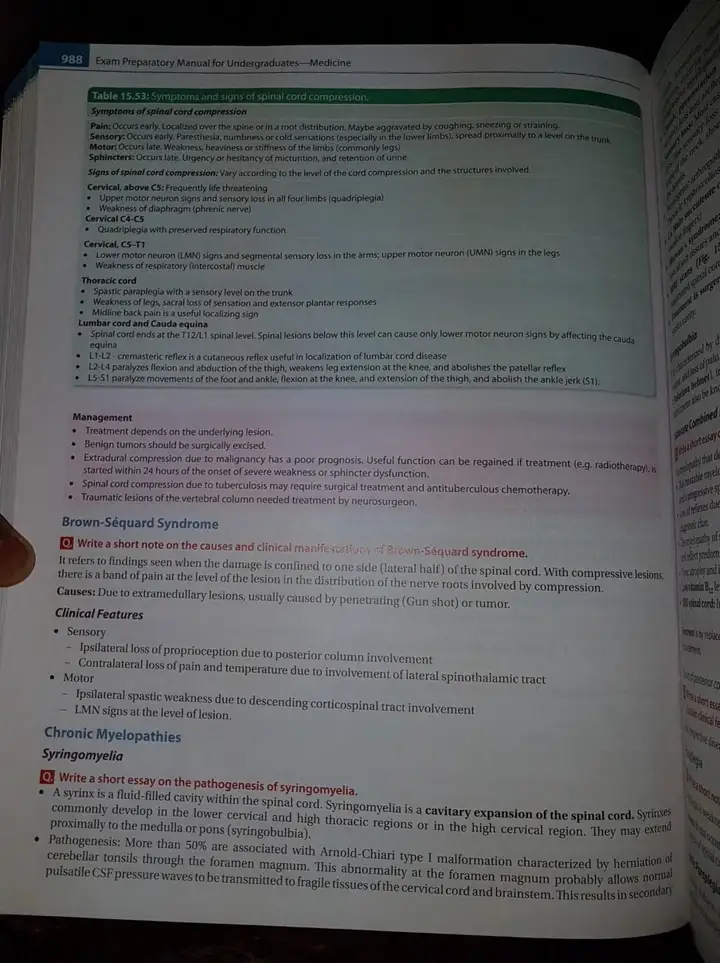 988 Exam Preparatory Manual for Undergraduates—Medicine
Table 15.53: Symptoms and signs of spinal cord compression.
Symptoms of spinal cord compression
Pain: Occurs early. Localized over the spine or in a root distribution. Maybe aggravated by coughing, sneezing or straining.
Sensory: Occurs early. Paresthesia, numbness or cold sensations (especially in the lower limbs), spread proximally to a level on the trunk
Motor: Occurs late. Weakness, heaviness or stiffness of the limbs (commonly legs)
Sphincters: Occurs late. Urgency or hesitancy of micturition, and retention of urine
Signs of spinal cord compression: Vary according to the level of the cord compression and the structures involved.
Cervical, above C5: Frequently life threatening
• Upper motor neuron signs and sensory loss in all four limbs (quadriplegia)
• Weakness of diaphragm (phrenic nerve)
Cervical C4-C5
• Quadriplegia with preserved respiratory function
Cervical, C5–T1
• Lower motor neuron (LMN) signs and segmental sensory loss in the arms; upper motor neuron (UMN) signs in the legs
• Weakness of respiratory (intercostal) muscle
Thoracic cord
• Spastic paraplegia with a sensory level on the trunk
• Weakness of legs, sacral loss of sensation and extensor plantar responses
• Midline back pain is a useful localizing sign
Lumbar cord and Cauda equina
• Spinal cord ends at the T12/L1 spinal level. Spinal lesions below this level can cause only lower motor neuron signs by affecting the cauda
equina
• L1-L2 - cremasteric reflex is a cutaneous reflex useful in localization of lumbar cord disease
• L2-L4 paralyzes flexion and abduction of the thigh, weakens leg extension at the knee, and abolishes the patellar reflex
• L5-S1 paralyze movements of the foot and ankle, flexion at the knee, and extension of the thigh, and abolish the ankle jerk (S1).
Management
• Treatment depends on the underlying lesion.
• Benign tumors should be surgically excised.
• Extradural compression due to malignancy has a poor prognosis. Useful function can be regained if treatment (e.g. radiotherapy), is
started within 24 hours of the onset of severe weakness or sphincter dysfunction.
• Spinal cord compression due to tuberculosis may require surgical treatment and antituberculous chemotherapy.
• Traumatic lesions of the vertebral column needed treatment by neurosurgeon.
Brown-Séquard Syndrome
Q. Write a short note on the causes and clinical manifestations of Brown-Séquard syndrome.
It refers to findings seen when the damage is confined to one side (lateral half) of the spinal cord. With compressive lesions,
there is a band of pain at the level of the lesion in the distribution of the nerve roots involved by compression.
Causes: Due to extramedullary lesions, usually caused by penetrating (Gun shot) or tumor.
Clinical Features
• Sensory
– Ipsilateral loss of proprioception due to posterior column involvement
– Contralateral loss of pain and temperature due to involvement of lateral spinothalamic tract
• Motor
– Ipsilateral spastic weakness due to descending corticospinal tract involvement
– LMN signs at the level of lesion.
Chronic Myelopathies
Syringomyelia
Q. Write a short essay on the pathogenesis of syringomyelia.
• A syrinx is a fluid-filled cavity within the spinal cord. Syringomyelia is a cavitary expansion of the spinal cord. Syrinxes
commonly develop in the lower cervical and high thoracic regions or in the high cervical region. They may extend
proximally to the medulla or pons (syringobulbia).
• Pathogenesis: More than 50% are associated with Arnold-Chiari type I malformation characterized by herniation of
cerebellar tonsils through the foramen magnum. This abnormality at the foramen magnum probably allows normal
pulsatile CSF pressure waves to be transmitted to fragile tissues of the cervical cord and brainstem. This results in secondary